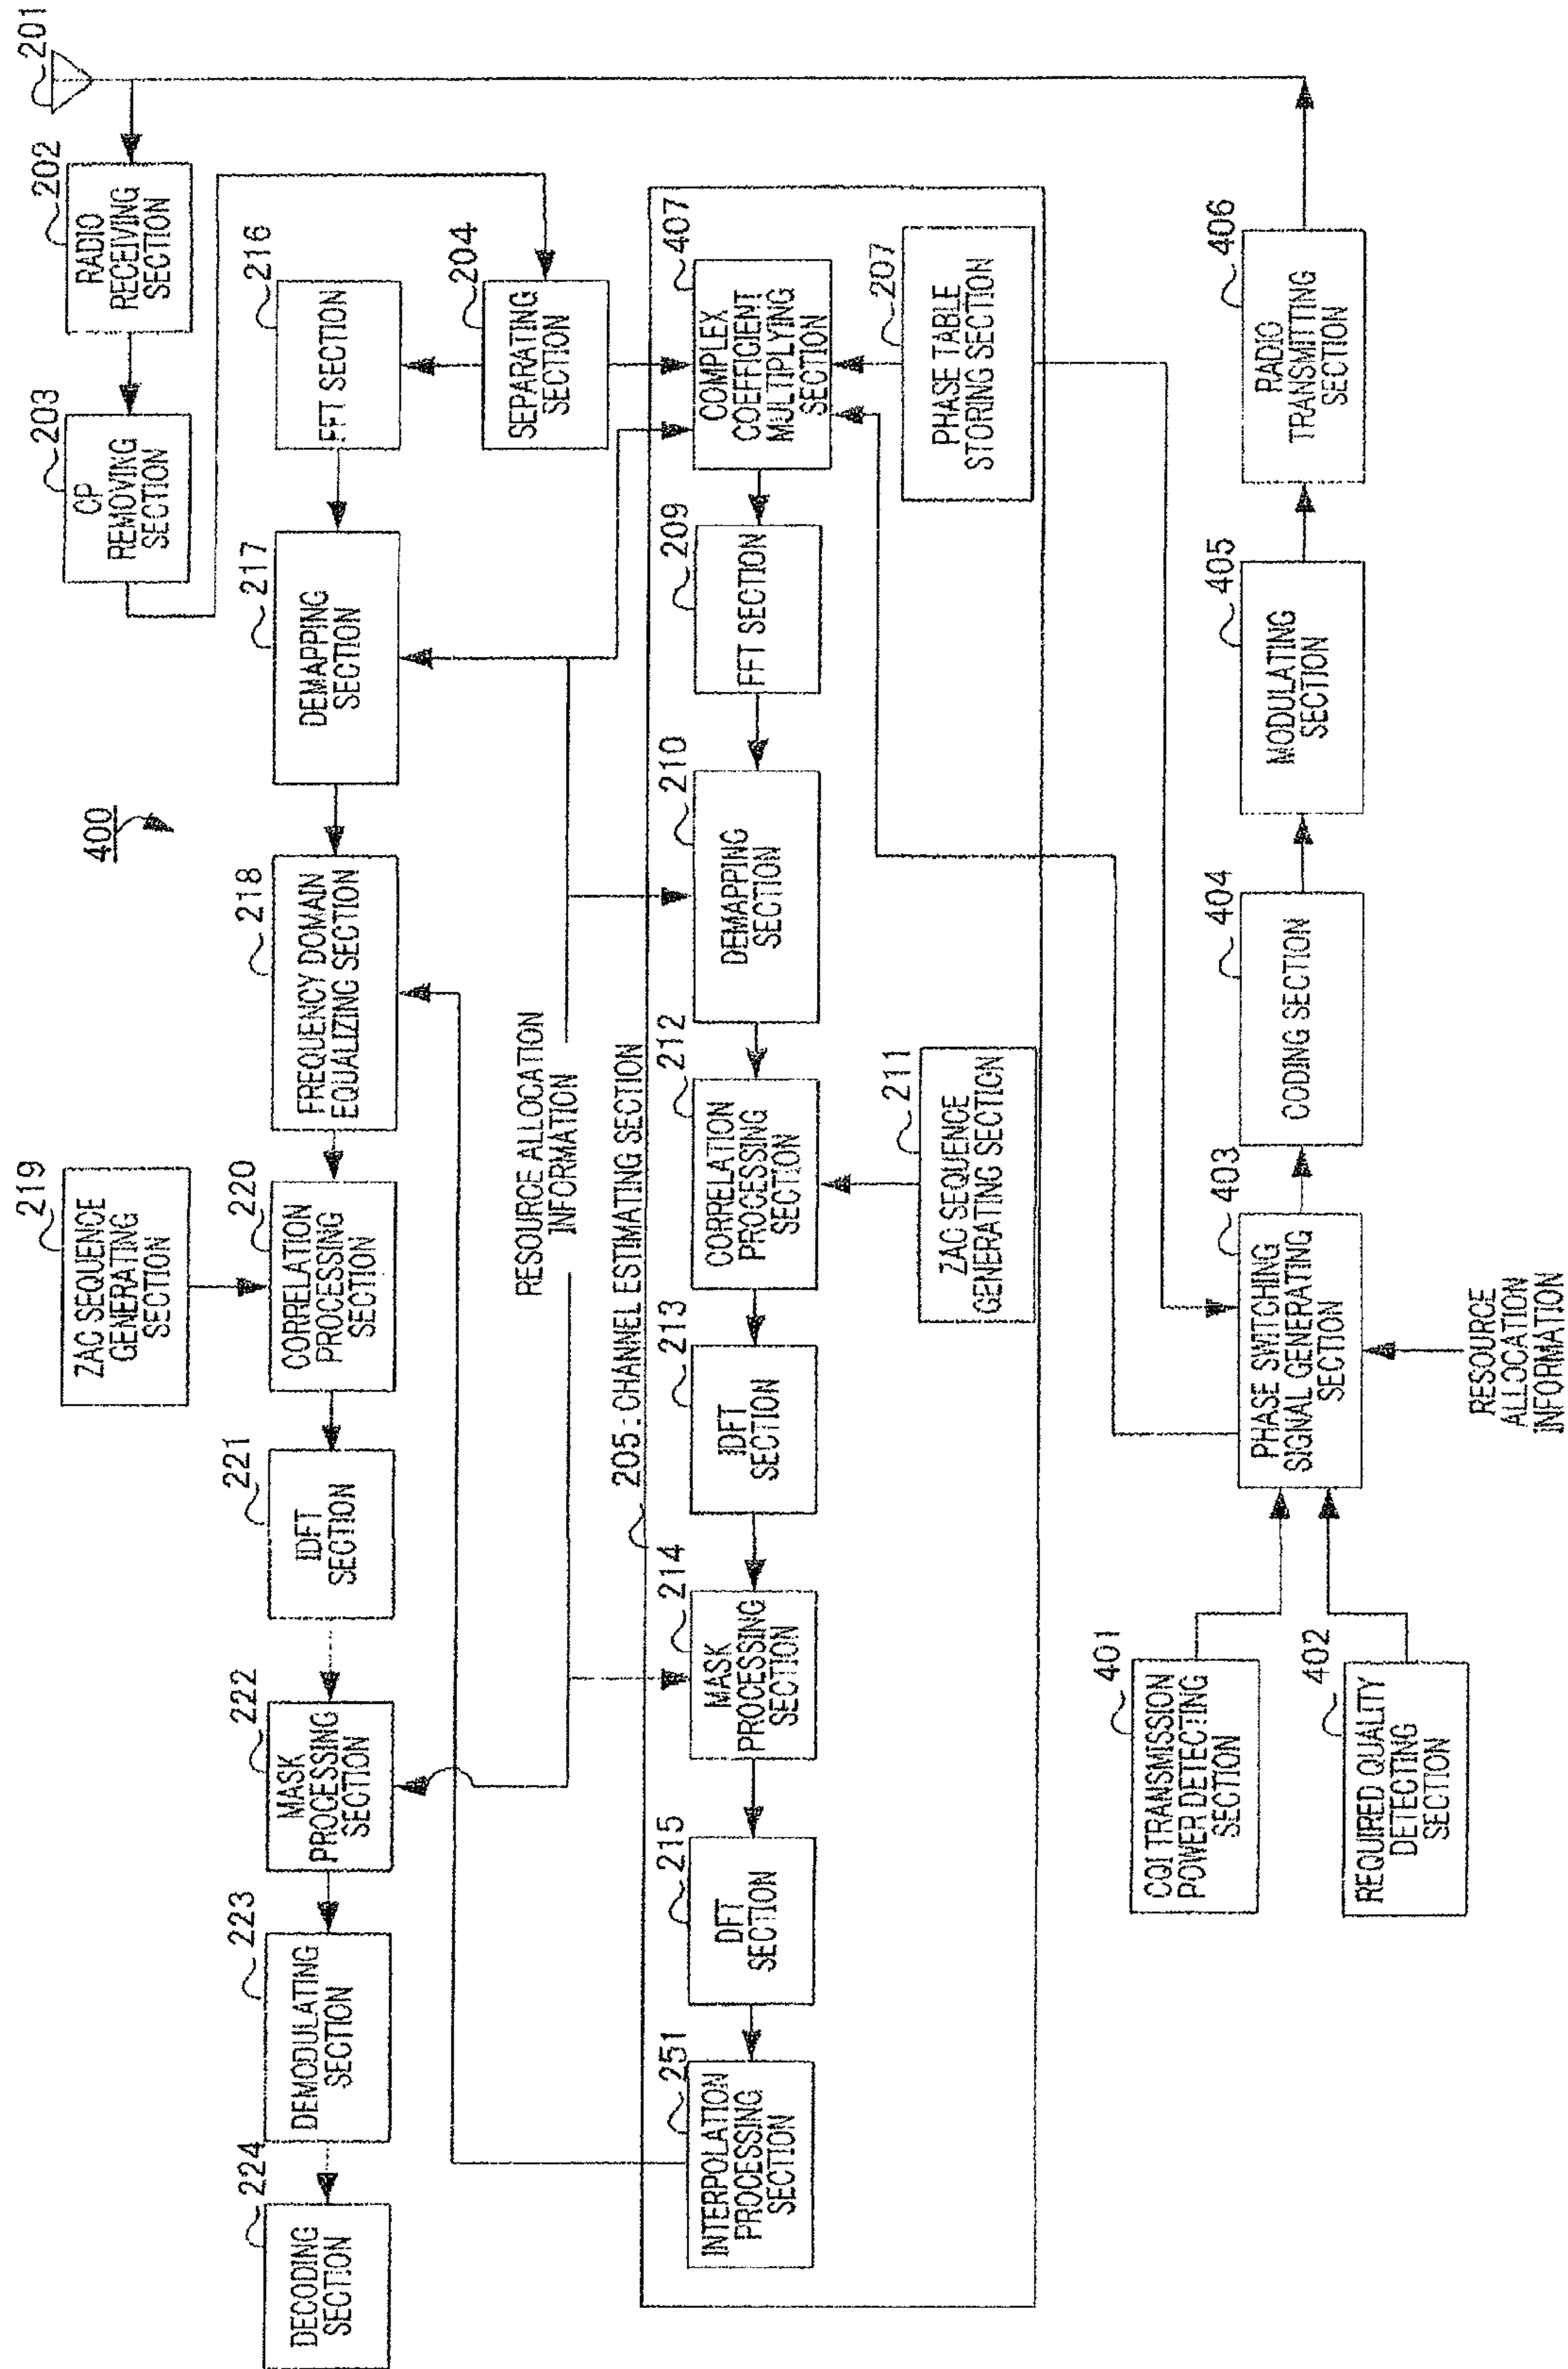 400
201
202
RADIO
RECEIVING
SECTION
203
CP
REMOVING
SECTION
204
SEPARATING
SECTION
216
FFT SECTION
217
DEMAPPING
SECTION
218
FREQUENCY DOMAIN
EQUALIZING SECTION
219
ZAC SEQUENCE
GENERATING
SECTION
220
CORRELATION
PROCESSING
SECTION
221
IDFT
SECTION
222
MASK
PROCESSING
SECTION
223
DEMODULATING
SECTION
224
DECODING
SECTION
RESOURCE ALLOCATION
INFORMATION
205 : CHANNEL ESTIMATING SECTION
407
COMPLEX
COEFFICIENT
MULTIPLYING
SECTION
207
PHASE TABLE
STORING SECTION
209
FFT SECTION
210
DEMAPPING
SECTION
211
ZAC SEQUENCE
GENERATING SECTION
212
CORRELATION
PROCESSING
SECTION
213
IDFT
SECTION
214
MASK
PROCESSING
SECTION
215
DFT
SECTION
251
INTERPOLATION
PROCESSING
SECTION
401
CQI TRANSMISSION
POWER DETECTING
SECTION
402
REQUIRED QUALITY
DETECTING
SECTION
403
PHASE SWITCHING
SIGNAL GENERATING
SECTION
RESOURCE
ALLOCATION
INFORMATION
404
CODING SECTION
405
MODULATING
SECTION
406
RADIO
TRANSMITTING
SECTION